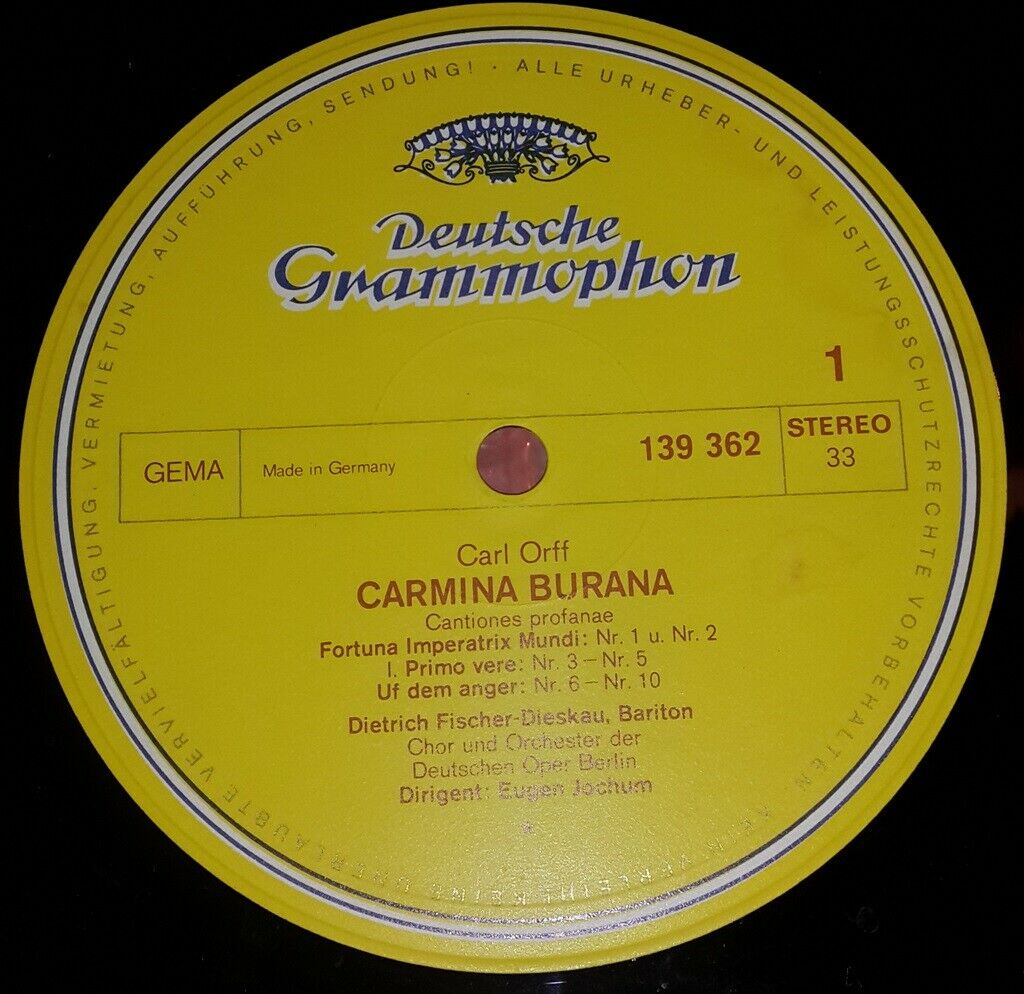 ALLE URHEBER- UND LEISTUNGSSCHUTZRECHTE VORBEHALTEN
UNERLAUBTE VERVIELFÄLTIGUNG, VERMIETUNG, AUFFÜHRUNG, SENDUNG! ·
Deutsche
Grammophon
1
GEMA
Made in Germany
139 362
STEREO
33
Carl Orff
CARMINA BURANA
Cantiones profanae
Fortuna Imperatrix Mundi: Nr. 1 u. Nr. 2
I. Primo vere: Nr. 3 – Nr. 5
Uf dem anger: Nr. 6 – Nr. 10
Dietrich Fischer-Dieskau, Bariton
Chor und Orchester der
Deutschen Oper Berlin
Dirigent: Eugen Jochum
*